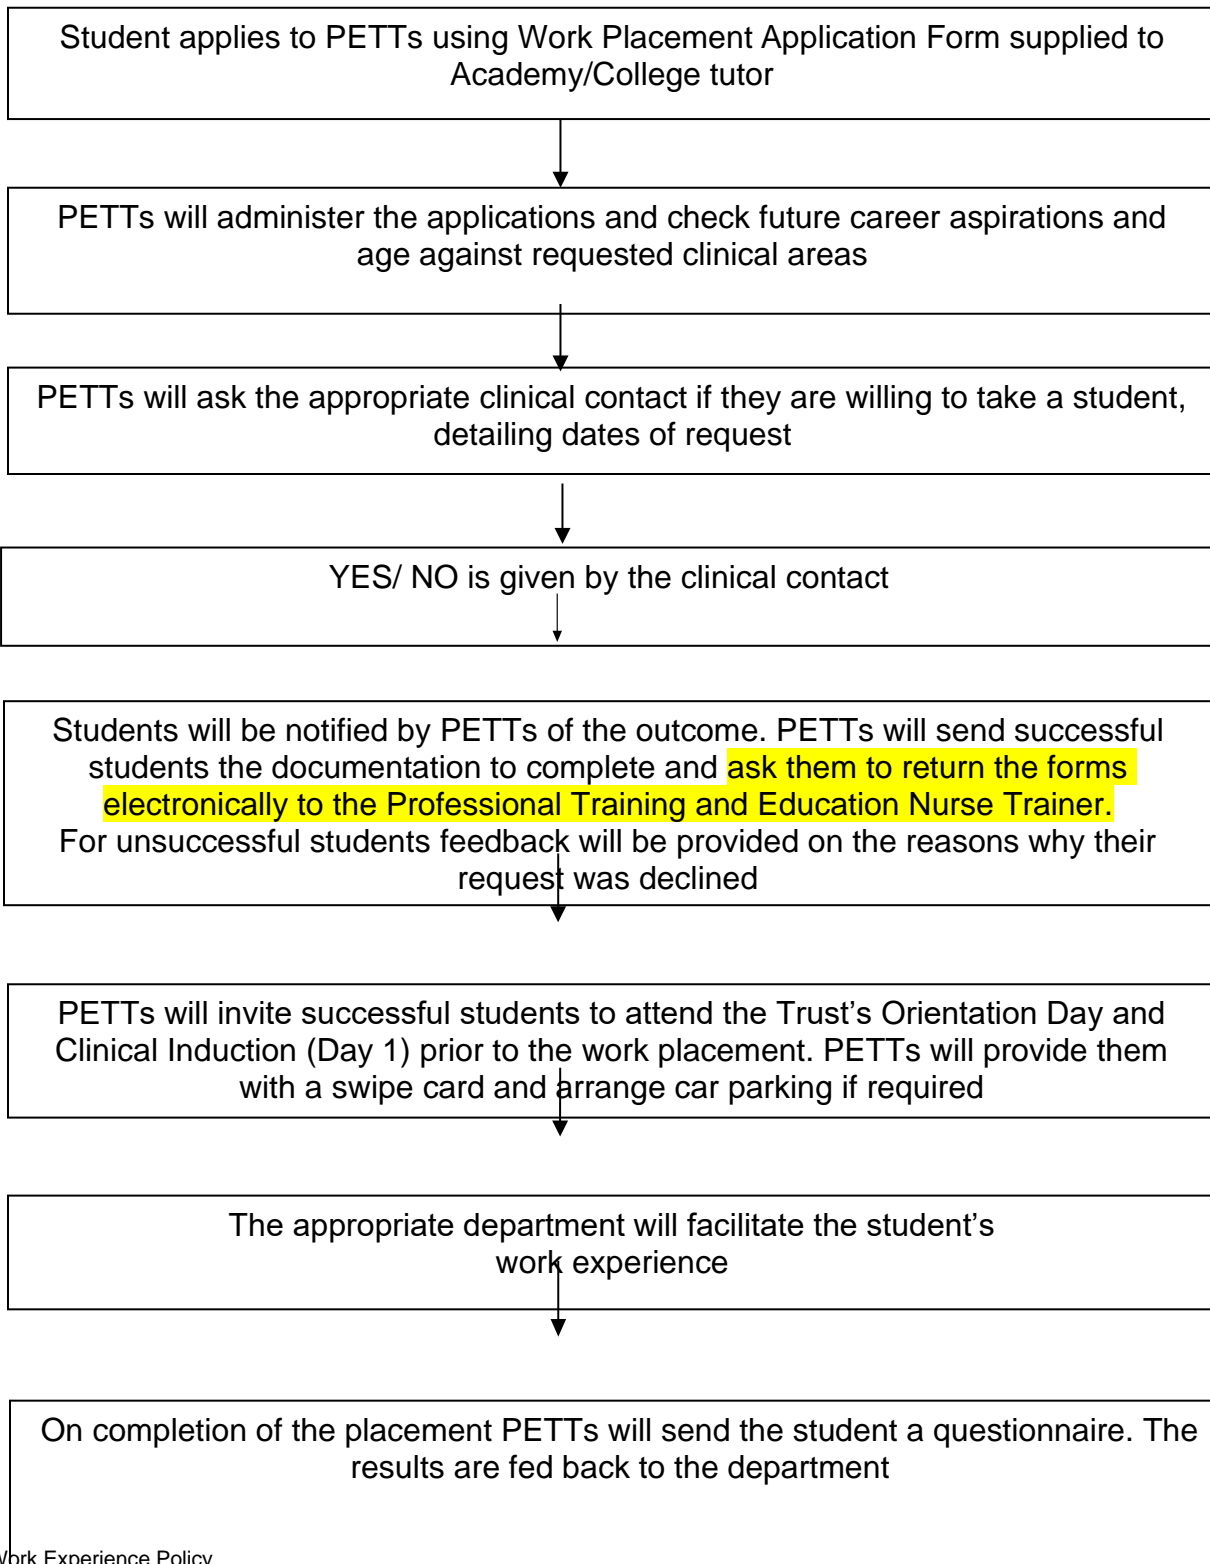 Student applies to PETTs using Work Placement Application Form supplied to
Academy/College tutor
PETTs will administer the applications and check future career aspirations and
age against requested clinical areas
PETTs will ask the appropriate clinical contact if they are willing to take a student,
detailing dates of request
YES/ NO is given by the clinical contact
Students will be notified by PETTs of the outcome. PETTs will send successful
students the documentation to complete and ask them to return the forms
electronically to the Professional Training and Education Nurse Trainer.
For unsuccessful students feedback will be provided on the reasons why their
request was declined
PETTs will invite successful students to attend the Trust’s Orientation Day and
Clinical Induction (Day 1) prior to the work placement. PETTs will provide them
with a swipe card and arrange car parking if required
The appropriate department will facilitate the student’s
work experience
On completion of the placement PETTs will send the student a questionnaire. The
results are fed back to the department
Work Experience Policy